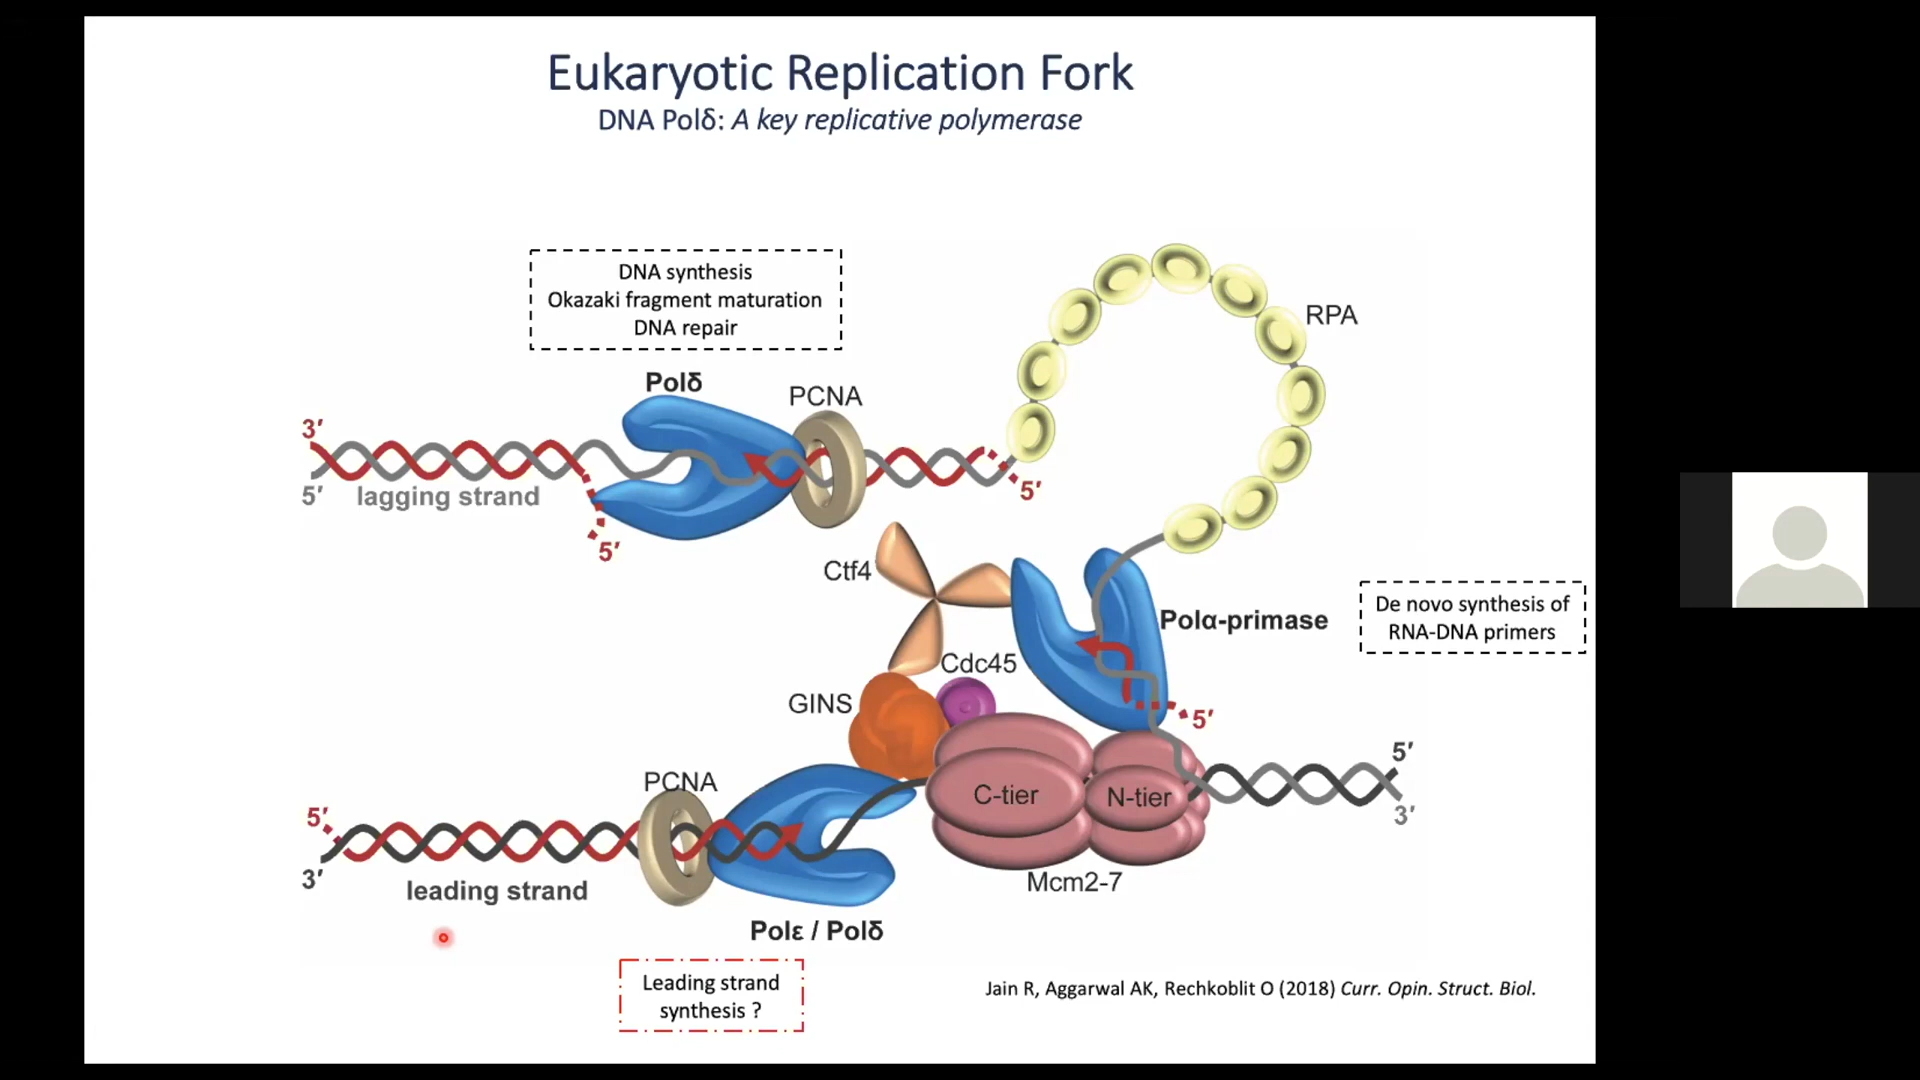 Eukaryotic Replication Fork
DNA Polδ: A key replicative polymerase
DNA synthesis
Okazaki fragment maturation
DNA repair
RPA
Polδ
PCNA
3′
5′
lagging strand
5′
5′
Ctf4
Polα-primase
De novo synthesis of
RNA-DNA primers
Cdc45
GINS
5′
5′
3′
PCNA
C-tier
N-tier
Mcm2-7
5′
3′
leading strand
Polε / Polδ
Leading strand
synthesis ?
Jain R, Aggarwal AK, Rechkoblit O (2018) Curr. Opin. Struct. Biol.